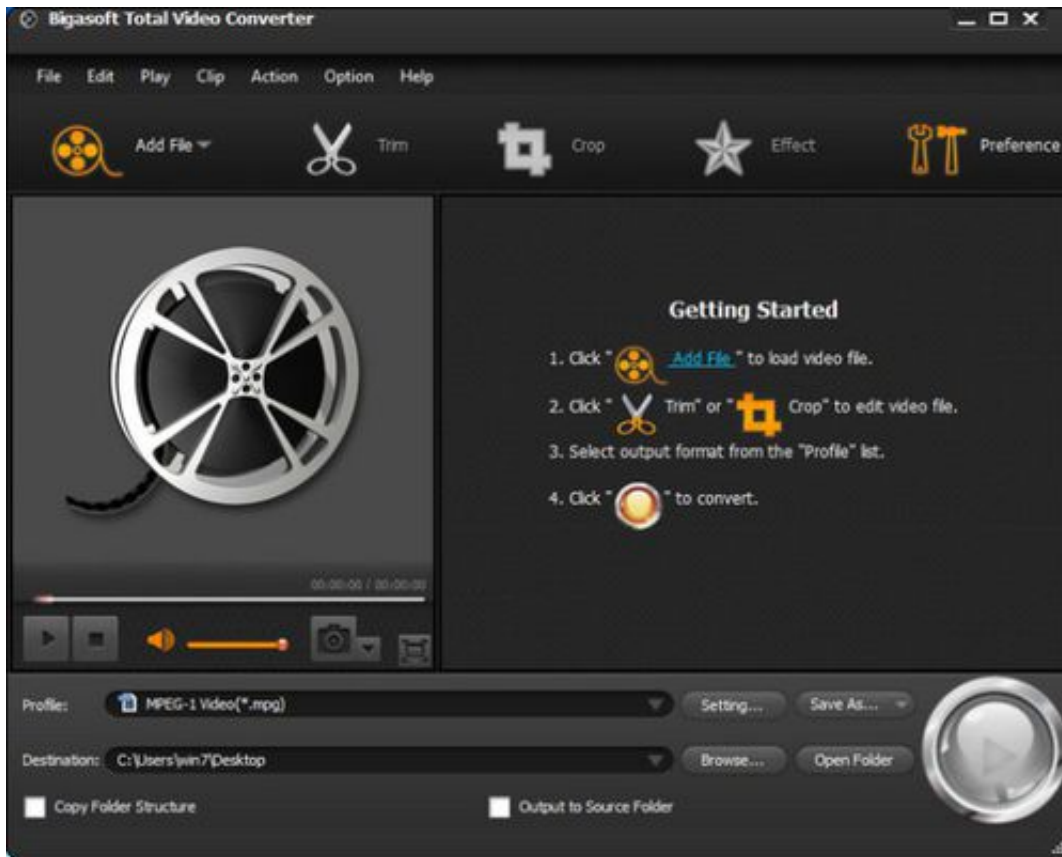 Bigasoft Total Video Converter
File Edit Play Clip Action Option Help
Add File Trim Crop Effect Preference
Getting Started
1. Click " Add File " to load video file.
2. Click " Trim" or " Crop" to edit video file.
3. Select output format from the "Profile" list.
4. Click " " to convert.
00:00:00 / 00:00:00
Profile: MPEG-1 Video(*.mpg) Setting... Save As...
Destination: C:\Users\win7\Desktop Browse... Open Folder
Copy Folder Structure Output to Source Folder